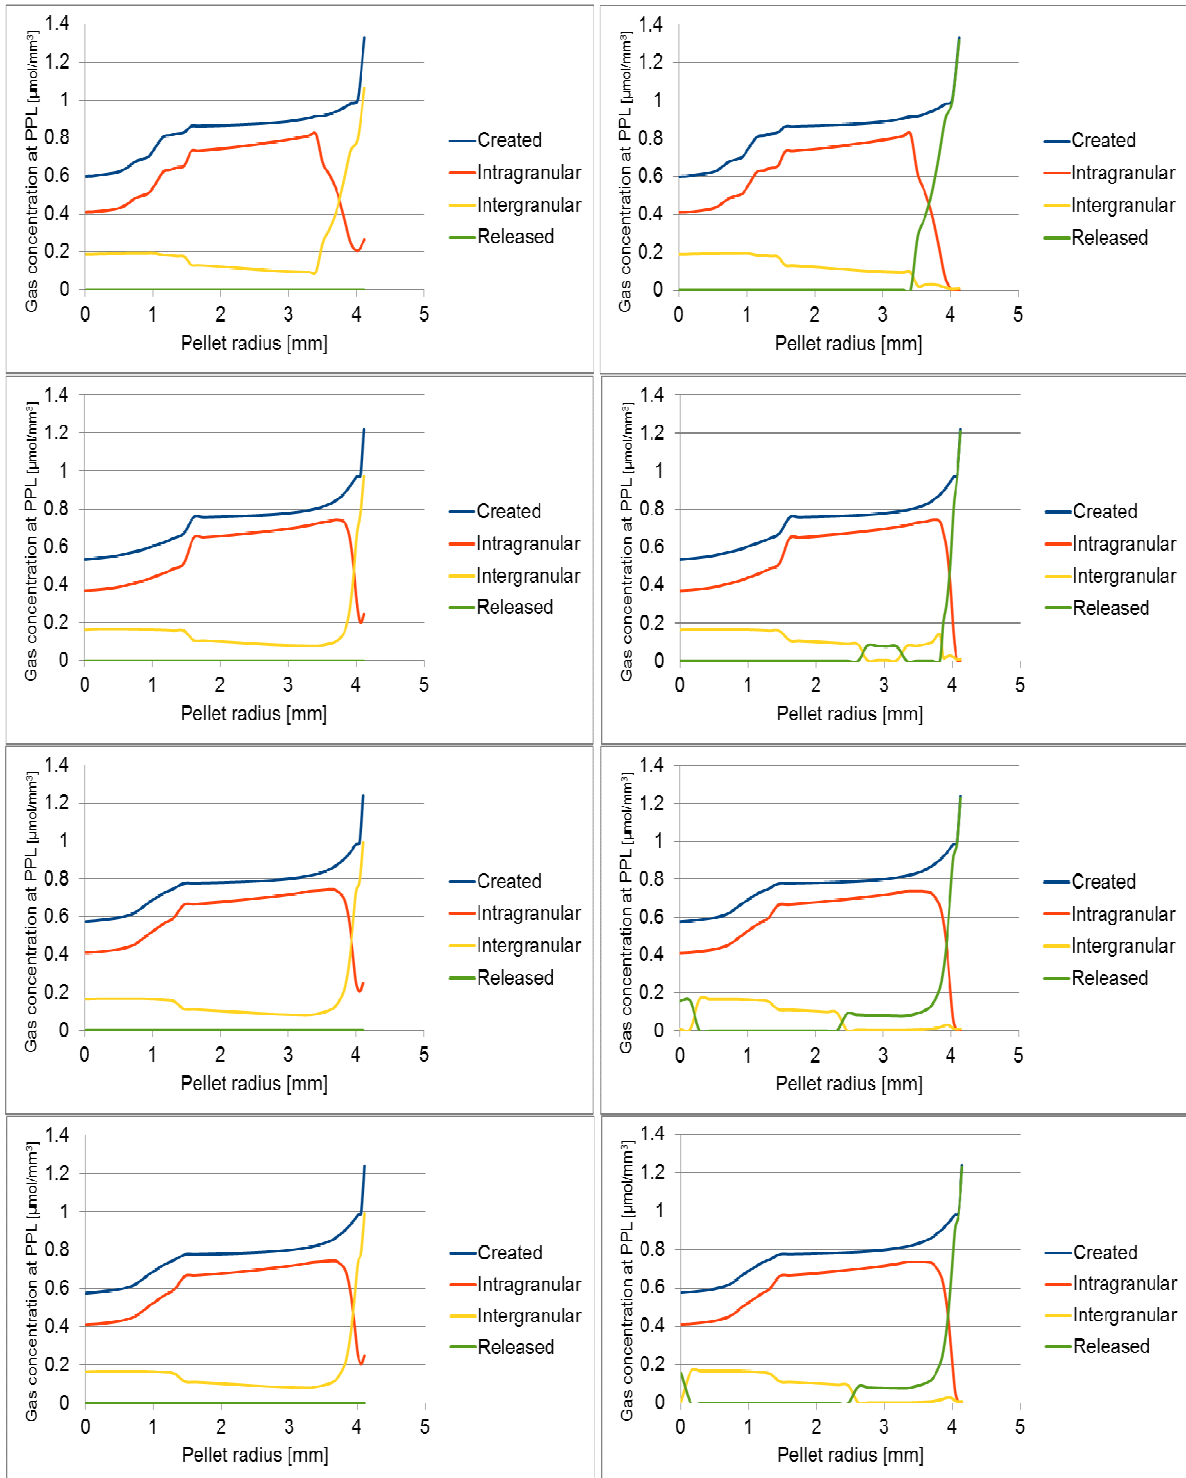 Gas concentration at PPL [µmol/mm³]
1.4
1.2
1
0.8
0.6
0.4
0.2
0
0 1 2 3 4 5
Pellet radius [mm]
Created
Intragranular
Intergranular
Released
Gas concentration at PPL [µmol/mm³]
1.4
1.2
1
0.8
0.6
0.4
0.2
0
0 1 2 3 4 5
Pellet radius [mm]
Created
Intragranular
Intergranular
Released
Gas concentration at PPL [µmol/mm³]
1.4
1.2
1
0.8
0.6
0.4
0.2
0
0 1 2 3 4 5
Pellet radius [mm]
Created
Intragranular
Intergranular
Released
Gas concentration at PPL [µmol/mm³]
1.4
1.2
1
0.8
0.6
0.4
0.2
0
0 1 2 3 4 5
Pellet radius [mm]
Created
Intragranular
Intergranular
Released
Gas concentration at PPL [µmol/mm³]
1.4
1.2
1
0.8
0.6
0.4
0.2
0
0 1 2 3 4 5
Pellet radius [mm]
Created
Intragranular
Intergranular
Released
Gas concentration at PPL [µmol/mm³]
1.4
1.2
1
0.8
0.6
0.4
0.2
0
0 1 2 3 4 5
Pellet radius [mm]
Created
Intragranular
Intergranular
Released
Gas concentration at PPL [µmol/mm³]
1.4
1.2
1
0.8
0.6
0.4
0.2
0
0 1 2 3 4 5
Pellet radius [mm]
Created
Intragranular
Intergranular
Released
Gas concentration at PPL [µmol/mm³]
1.4
1.2
1
0.8
0.6
0.4
0.2
0
0 1 2 3 4 5
Pellet radius [mm]
Created
Intragranular
Intergranular
Released